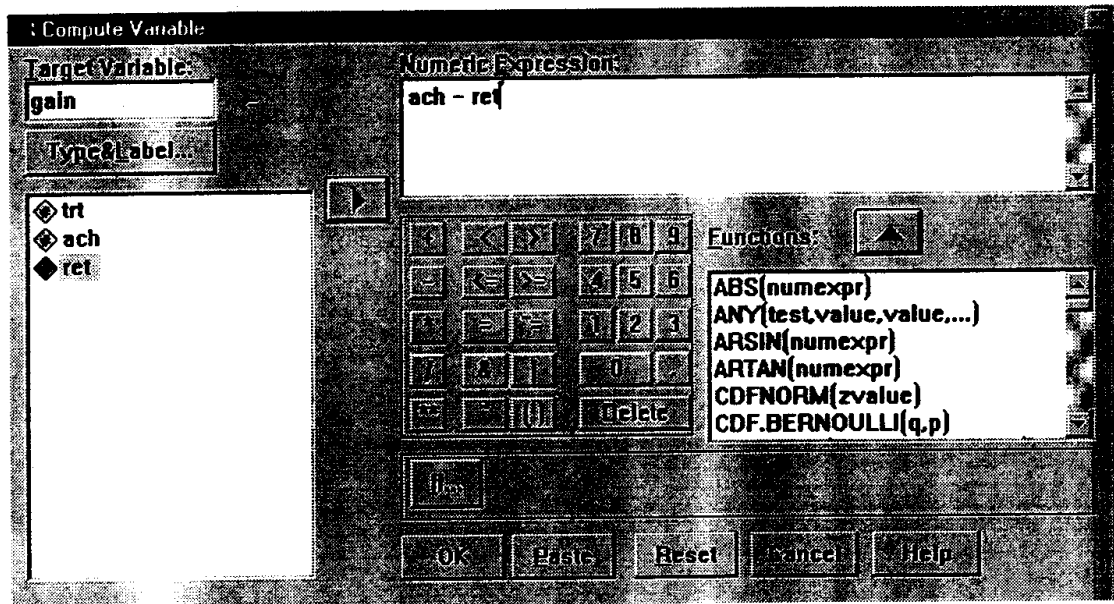 Compute Variable
Target Variable:
gain
Type&Label...
trt
ach
ret
Numeric Expression:
ach - ret
+ < > 7 8 9
- <= >= 4 5 6
= 1 2 3
/ & | 0 .
** ~ () Delete
Functions:
ABS(numexpr)
ANY(test,value,value,...)
ARSIN(numexpr)
ARTAN(numexpr)
CDFNORM(zvalue)
CDF.BERNOULLI(q,p)
If...
OK Paste Reset Cancel Help